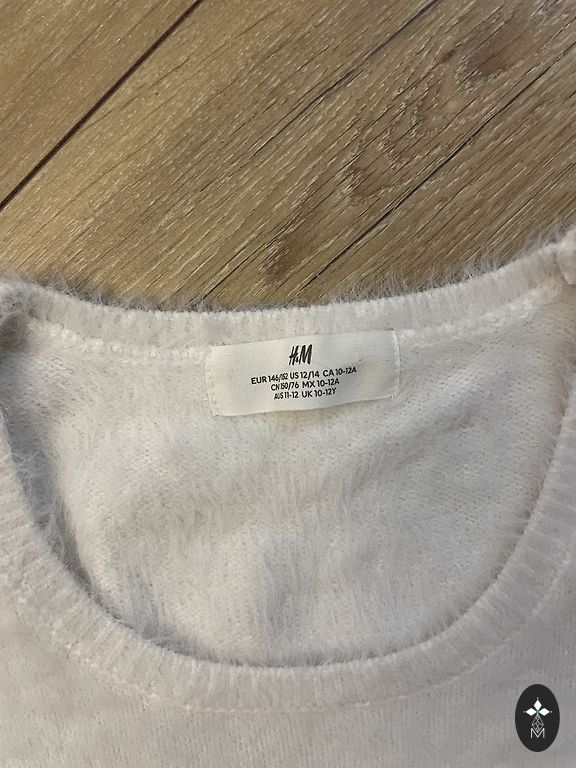 H&M
EUR 146/152 US 12/14 CA 10-12A
CN 150/76 MX 10-12A
AUS 11-12 UK 10-12Y
M